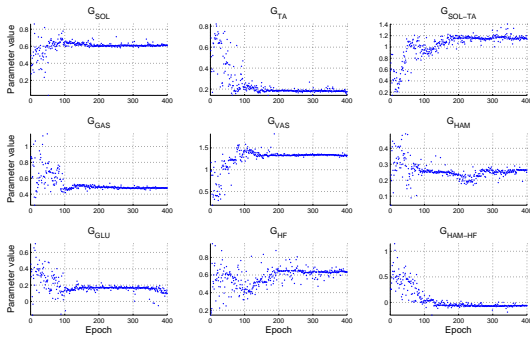 G_SOL G_TA G_SOL−TA
Parameter value
0.8 0.6 0.4 0.2
0.8 0.6 0.4 0.2
1.4 1.2 1 0.8 0.6 0.4 0.2
0 100 200 300 400 0 100 200 300 400 0 100 200 300 400
G_GAS G_VAS G_HAM
Parameter value
1 0.8 0.6 0.4
1.5 1 0.5
0.4 0.3 0.2 0.1
0 100 200 300 400 0 100 200 300 400 0 100 200 300 400
G_GLU G_HF G_HAM−HF
Parameter value
0.6 0.4 0.2 0
0.8 0.6 0.4 0.2
1 0.5 0
0 100 200 300 400 0 100 200 300 400 0 100 200 300 400
Epoch Epoch Epoch